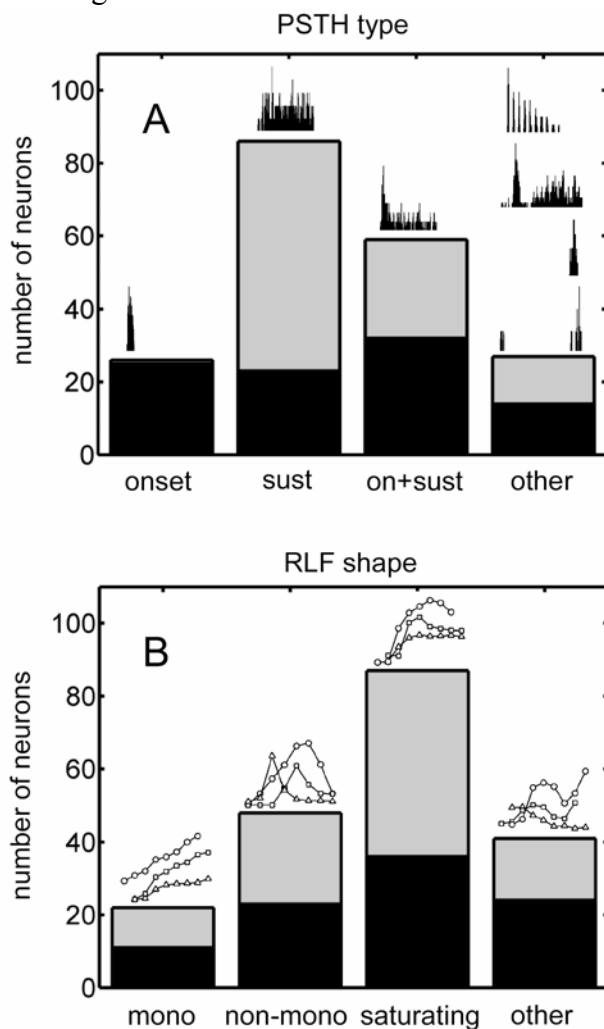 PSTH type
A
number of neurons
100
80
60
40
20
0
onset sust on+sust other
RLF shape
B
number of neurons
100
80
60
40
20
0
mono non-mono saturating other